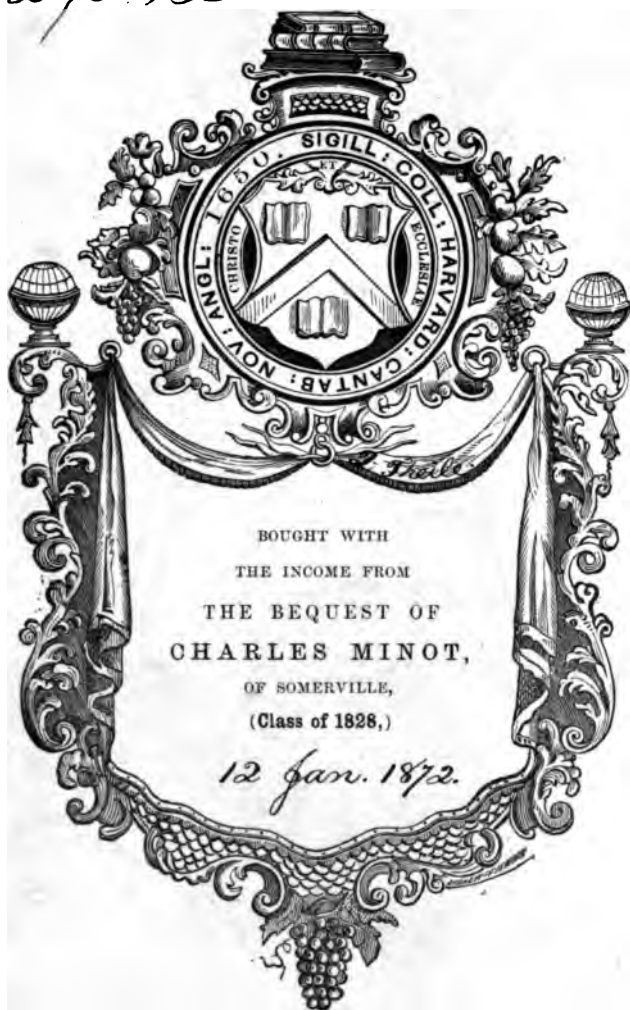 SIGILL: COLL: HARVARD: CANTAB: NOV: ANGL: 1650.
CHRISTO
ET
ECCLESIAE
BOUGHT WITH
THE INCOME FROM
THE BEQUEST OF
CHARLES MINOT,
OF SOMERVILLE,
(Class of 1828,)
12 Jan. 1872.